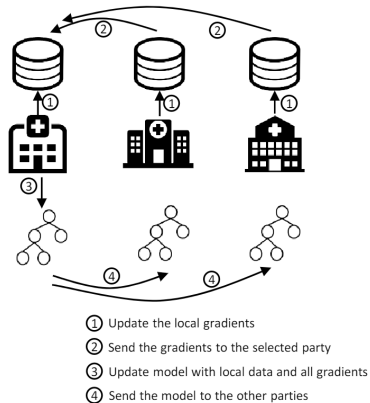 ② ②
① ① ①
③
④ ④
① Update the local gradients
② Send the gradients to the selected party
③ Update model with local data and all gradients
④ Send the model to the other parties